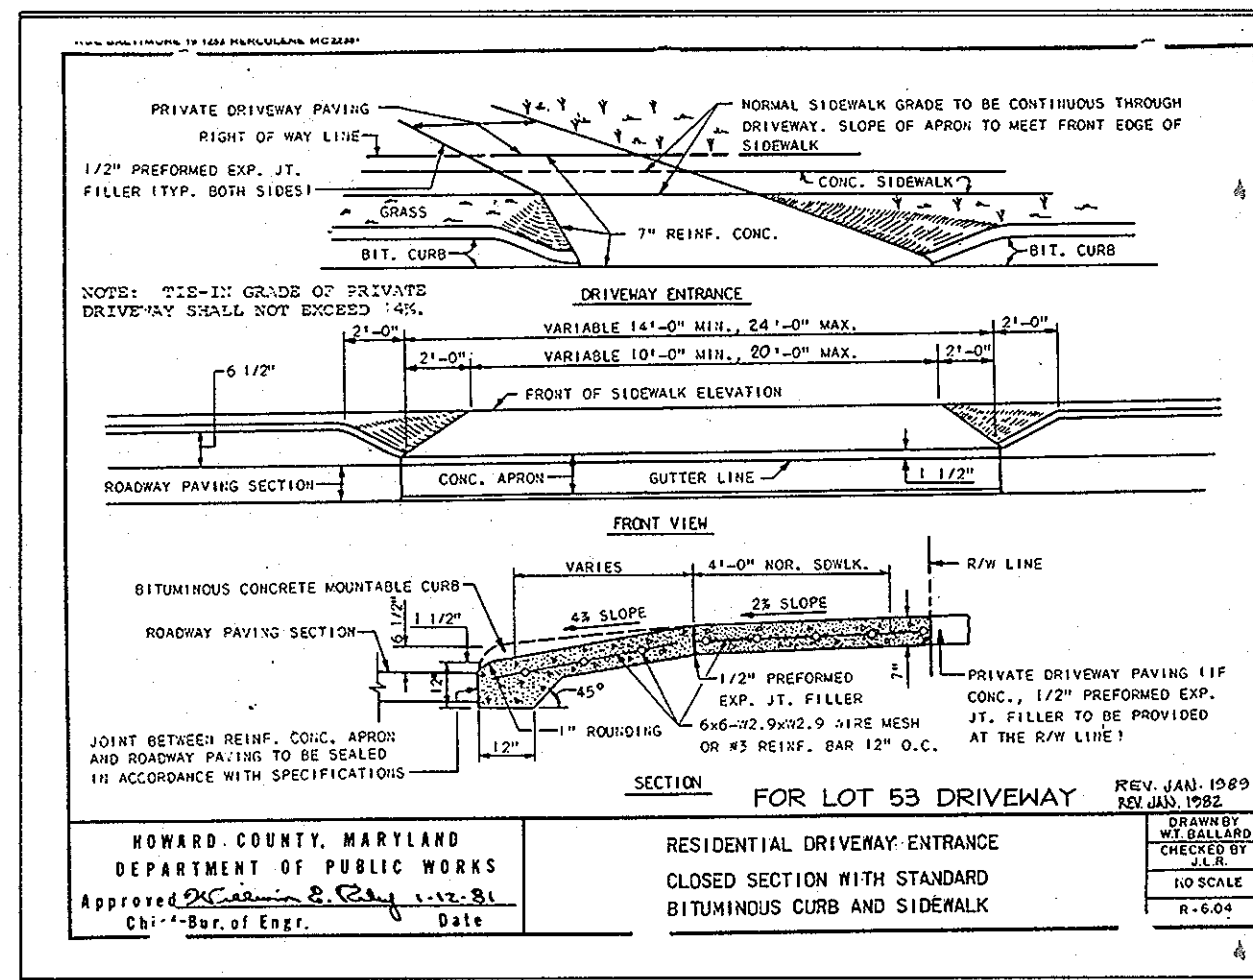 PRIVATE DRIVEWAY PAVING
RIGHT OF WAY LINE
1/2" PREFORMED EXP. JT.
FILLER (TYP. BOTH SIDES)
NORMAL SIDEWALK GRADE TO BE CONTINUOUS THROUGH
DRIVEWAY. SLOPE OF APRON TO MEET FRONT EDGE OF
SIDEWALK
CONC. SIDEWALK
GRASS
7" REINF. CONC.
BIT. CURB
BIT. CURB
DRIVEWAY ENTRANCE
NOTE: TIE-IN GRADE OF PRIVATE
DRIVEWAY SHALL NOT EXCEED 14%.
2'-0"
VARIABLE 14'-0" MIN., 24'-0" MAX.
2'-0"
2'-0"
VARIABLE 10'-0" MIN., 20'-0" MAX.
2'-0"
6 1/2"
FRONT OF SIDEWALK ELEVATION
ROADWAY PAVING SECTION
CONC. APRON
GUTTER LINE
1 1/2"
FRONT VIEW
BITUMINOUS CONCRETE MOUNTABLE CURB
VARIES
4'-0" NOR. SDWLK.
R/W LINE
ROADWAY PAVING SECTION
6 1/2"
1 1/2"
4% SLOPE
2% SLOPE
12"
7"
45°
1/2" PREFORMED
EXP. JT. FILLER
PRIVATE DRIVEWAY PAVING (IF
CONC., 1/2" PREFORMED EXP.
JT. FILLER TO BE PROVIDED
AT THE R/W LINE)
1" ROUNDING
6x6-W2.9xW2.9 WIRE MESH
OR #3 REINF. BAR 12" O.C.
12"
JOINT BETWEEN REINF. CONC. APRON
AND ROADWAY PAVING TO BE SEALED
IN ACCORDANCE WITH SPECIFICATIONS
SECTION
FOR LOT 53 DRIVEWAY
REV. JAN. 1989
REV. JAN. 1982
HOWARD COUNTY, MARYLAND
DEPARTMENT OF PUBLIC WORKS
Approved William E. Riley 1-12-81
Chief-Bur. of Engr. Date
RESIDENTIAL DRIVEWAY ENTRANCE
CLOSED SECTION WITH STANDARD
BITUMINOUS CURB AND SIDEWALK
DRAWN BY
W.T. BALLARD
CHECKED BY
J.L.R.
NO SCALE
R-6.04